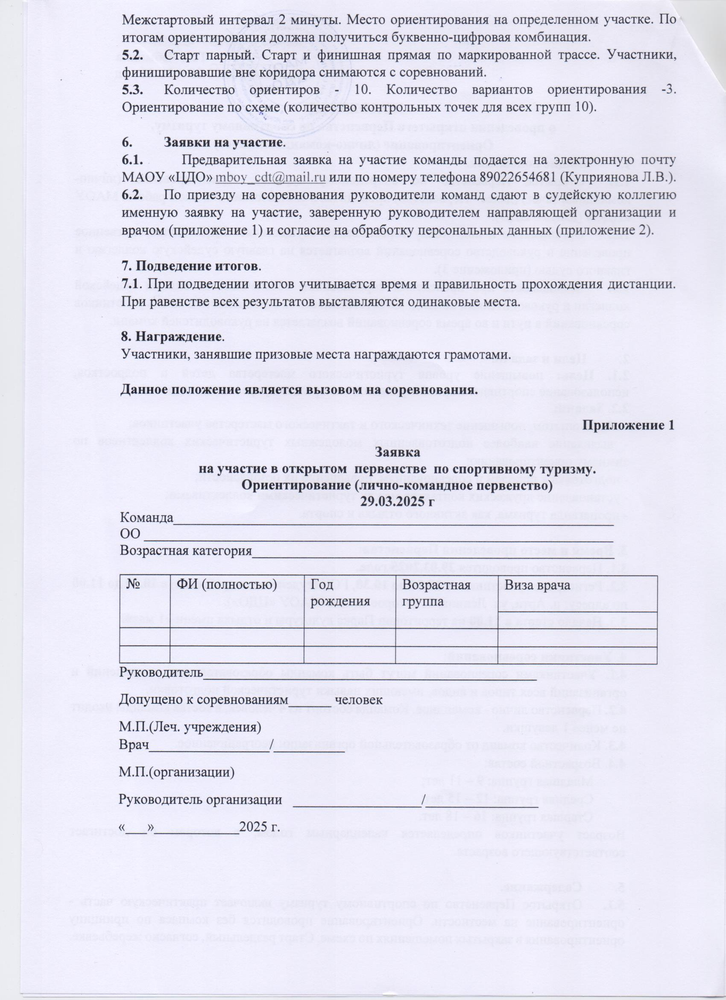 Межстартовый интервал 2 минуты. Место ориентирования на определенном участке. По
итогам ориентирования должна получиться буквенно-цифровая комбинация.
5.2. Старт парный. Старт и финишная прямая по маркированной трассе. Участники,
финишировавшие вне коридора снимаются с соревнований.
5.3. Количество ориентиров - 10. Количество вариантов ориентирования -3.
Ориентирование по схеме (количество контрольных точек для всех групп 10).
6. Заявки на участие.
6.1. Предварительная заявка на участие команды подается на электронную почту
МАОУ «ЦДО» mboy_cdt@mail.ru или по номеру телефона 89022654681 (Куприянова Л.В.).
6.2. По приезду на соревнования руководители команд сдают в судейскую коллегию
именную заявку на участие, заверенную руководителем направляющей организации и
врачом (приложение 1) и согласие на обработку персональных данных (приложение 2).
7. Подведение итогов.
7.1. При подведении итогов учитывается время и правильность прохождения дистанции.
При равенстве всех результатов выставляются одинаковые места.
8. Награждение.
Участники, занявшие призовые места награждаются грамотами.
Данное положение является вызовом на соревнования.
Приложение 1
Заявка
на участие в открытом первенстве по спортивному туризму.
Ориентирование (лично-командное первенство)
29.03.2025 г
Команда
ОО
Возрастная категория
№ ФИ (полностью) Год рождения Возрастная группа Виза врача
Руководитель
Допущено к соревнованиям ______ человек
М.П.(Леч. учреждения)
Врач_________________/__________
М.П.(организации)
Руководитель организации __________________/________________
«___» 2025 г.